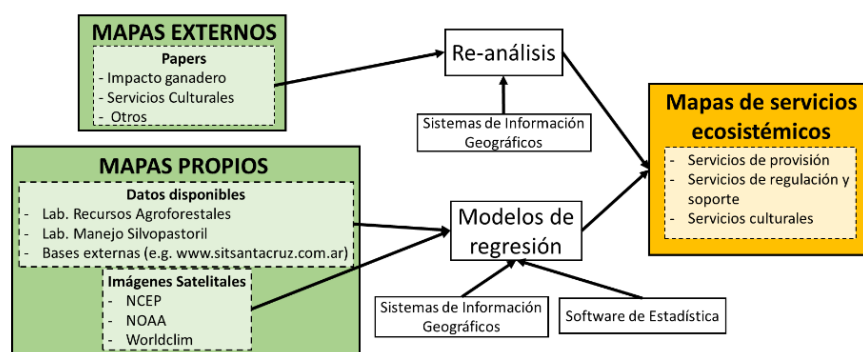 MAPAS EXTERNOS
Papers
- Impacto ganadero
- Servicios Culturales
- Otros
Re-análisis
Sistemas de Información
Geográficos
MAPAS PROPIOS
Datos disponibles
- Lab. Recursos Agroforestales
- Lab. Manejo Silvopastoril
- Bases externas (e.g. www.sitsantacruz.com.ar)
Imágenes Satelitales
- NCEP
- NOAA
- Worldclim
Modelos de
regresión
Sistemas de Información
Geográficos
Software de Estadística
Mapas de servicios
ecosistémicos
- Servicios de provisión
- Servicios de regulación y
soporte
- Servicios culturales